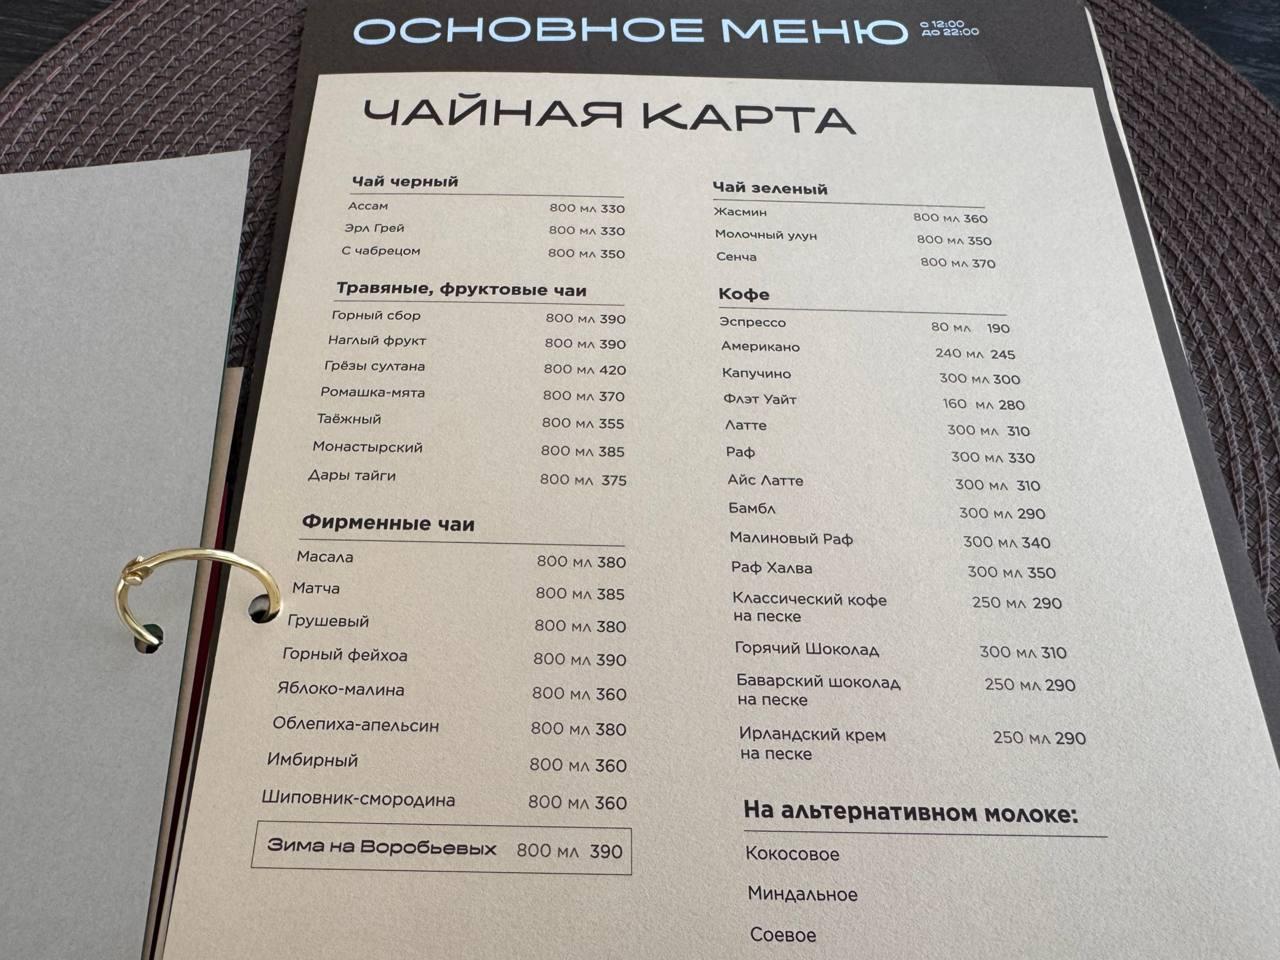 ОСНОВНОЕ МЕНЮ
с 12:00
до 22:00
ЧАЙНАЯ КАРТА
Чай черный
Ассам 800 мл 330
Эрл Грей 800 мл 330
С чабрецом 800 мл 350
Травяные, фруктовые чаи
Горный сбор 800 мл 390
Наглый фрукт 800 мл 390
Грёзы султана 800 мл 420
Ромашка-мята 800 мл 370
Таёжный 800 мл 355
Монастырский 800 мл 385
Дары тайги 800 мл 375
Фирменные чаи
Масала 800 мл 380
Матча 800 мл 385
Грушевый 800 мл 380
Горный фейхоа 800 мл 390
Яблоко-малина 800 мл 360
Облепиха-апельсин 800 мл 380
Имбирный 800 мл 360
Шиповник-смородина 800 мл 360
Зима на Воробьевых 800 мл 390
Чай зеленый
Жасмин 800 мл 360
Молочный улун 800 мл 350
Сенча 800 мл 370
Кофе
Эспрессо 80 мл 190
Американо 240 мл 245
Капучино 300 мл 300
Флэт Уайт 160 мл 280
Латте 300 мл 310
Раф 300 мл 330
Айс Латте 300 мл 310
Бамбл 300 мл 290
Малиновый Раф 300 мл 340
Раф Халва 300 мл 350
Классический кофе 250 мл 290
на песке
Горячий Шоколад 300 мл 310
Баварский шоколад 250 мл 290
на песке
Ирландский крем 250 мл 290
на песке
На альтернативном молоке:
Кокосовое
Миндальное
Соевое